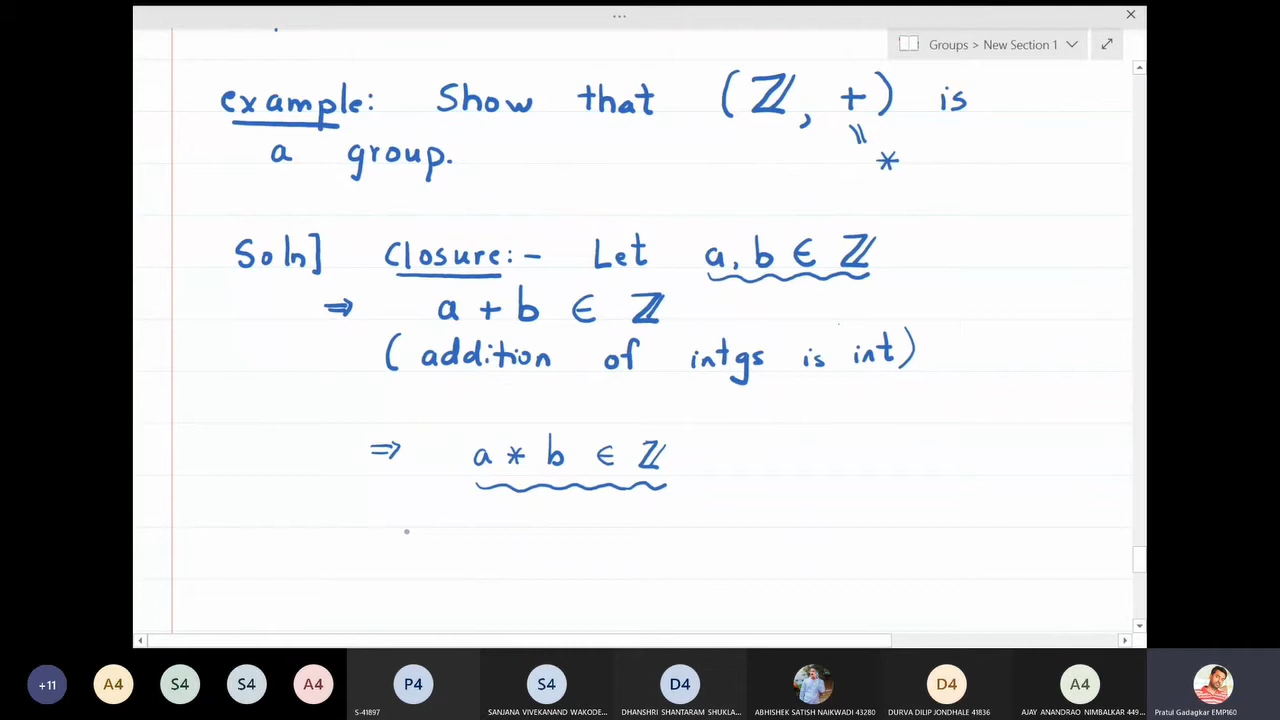 Groups > New Section 1
example: Show that (ℤ, +) is
=
a group. *
Soln] Closure:- Let a, b ∈ ℤ
⇒ a + b ∈ ℤ
(addition of intgs is int)
⇒ a * b ∈ ℤ
+11 A4 S4 S4 A4 P4 S4 D4 D4 A4
S-41897 SANJANA VIVEKANAND WAKODE... DHANSHRI SHANTARAM SHUKLA... ABHISHEK SATISH NAIKWADI 43280 DURVA DILIP JONDHALE 41836 AJAY ANANDRAO NIMBALKAR 449... Pratul Gadagkar EMP160